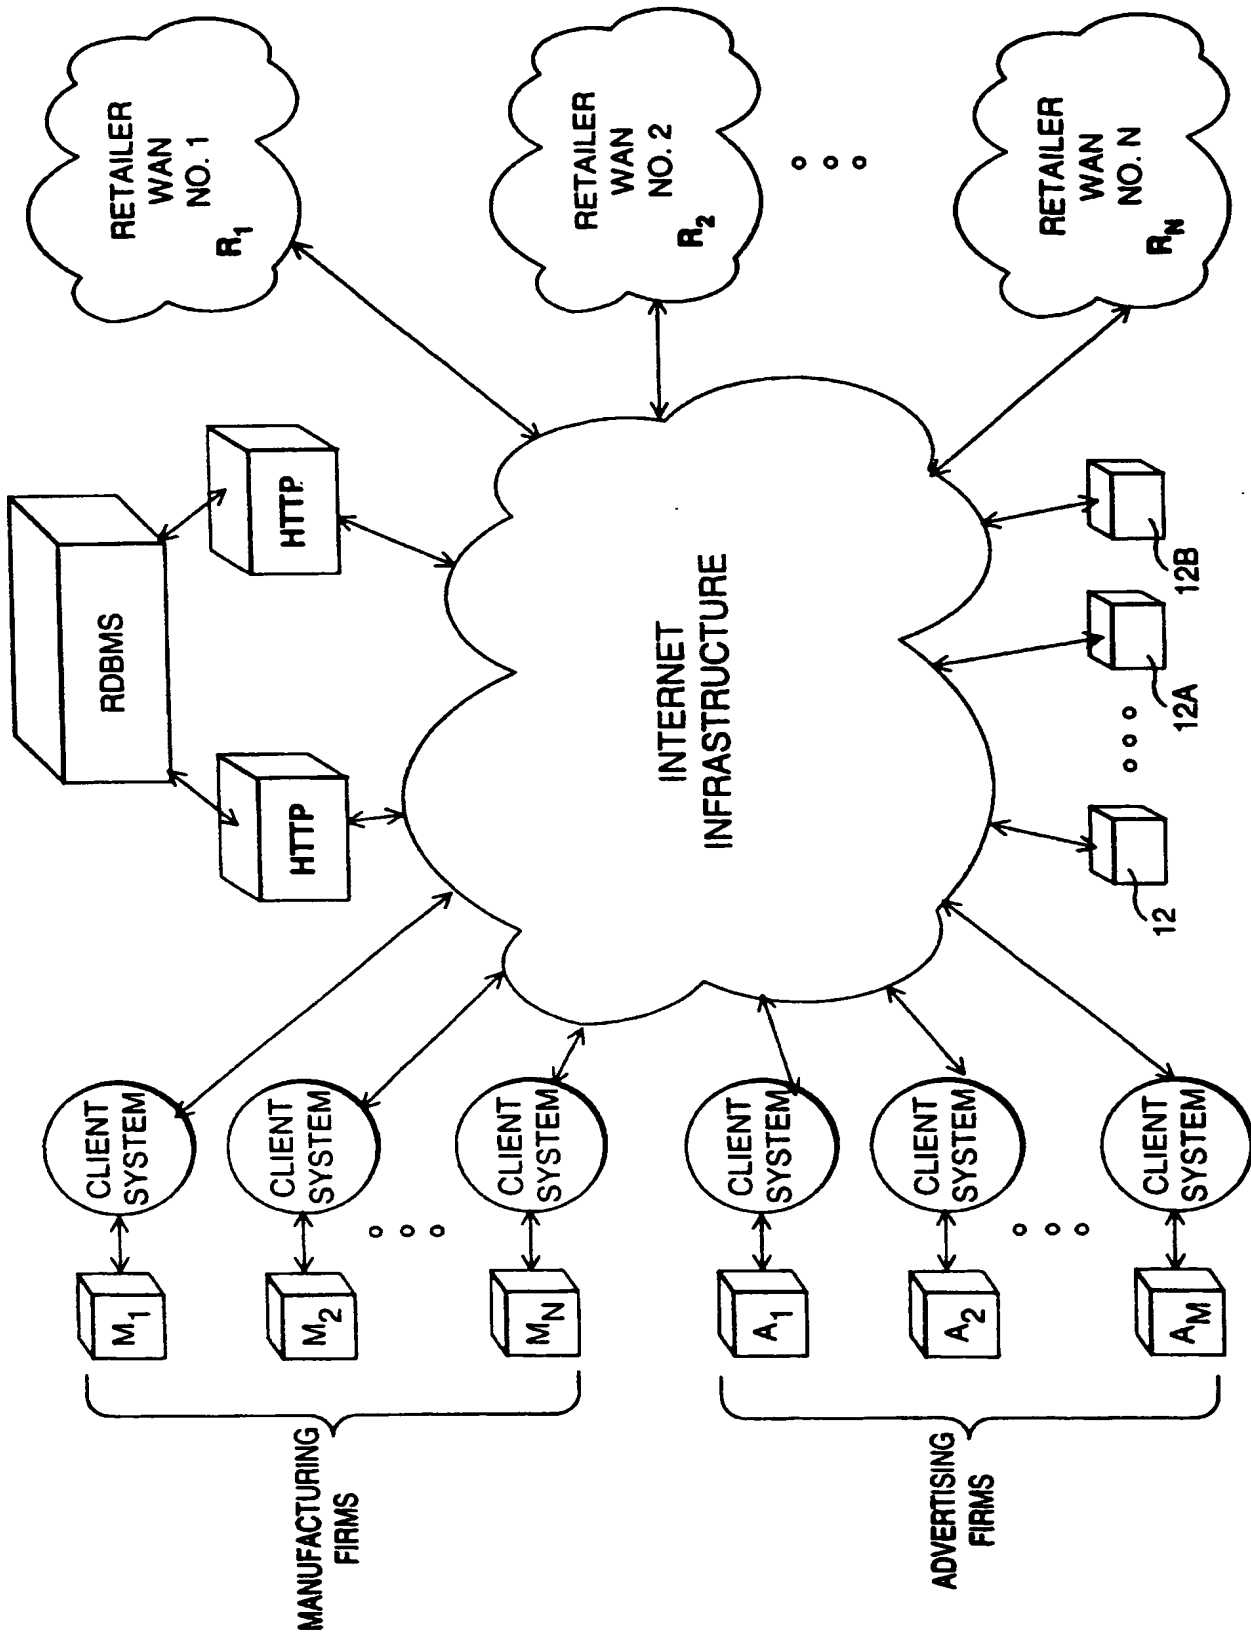 RETAILER
WAN
NO. 1
R1
RETAILER
WAN
NO. 2
R2
RETAILER
WAN
NO. N
RN
RDBMS
HTTP
HTTP
INTERNET
INFRASTRUCTURE
12
12A
12B
CLIENT
SYSTEM
CLIENT
SYSTEM
CLIENT
SYSTEM
CLIENT
SYSTEM
CLIENT
SYSTEM
CLIENT
SYSTEM
M1
M2
MN
A1
A2
AM
MANUFACTURING
FIRMS
ADVERTISING
FIRMS